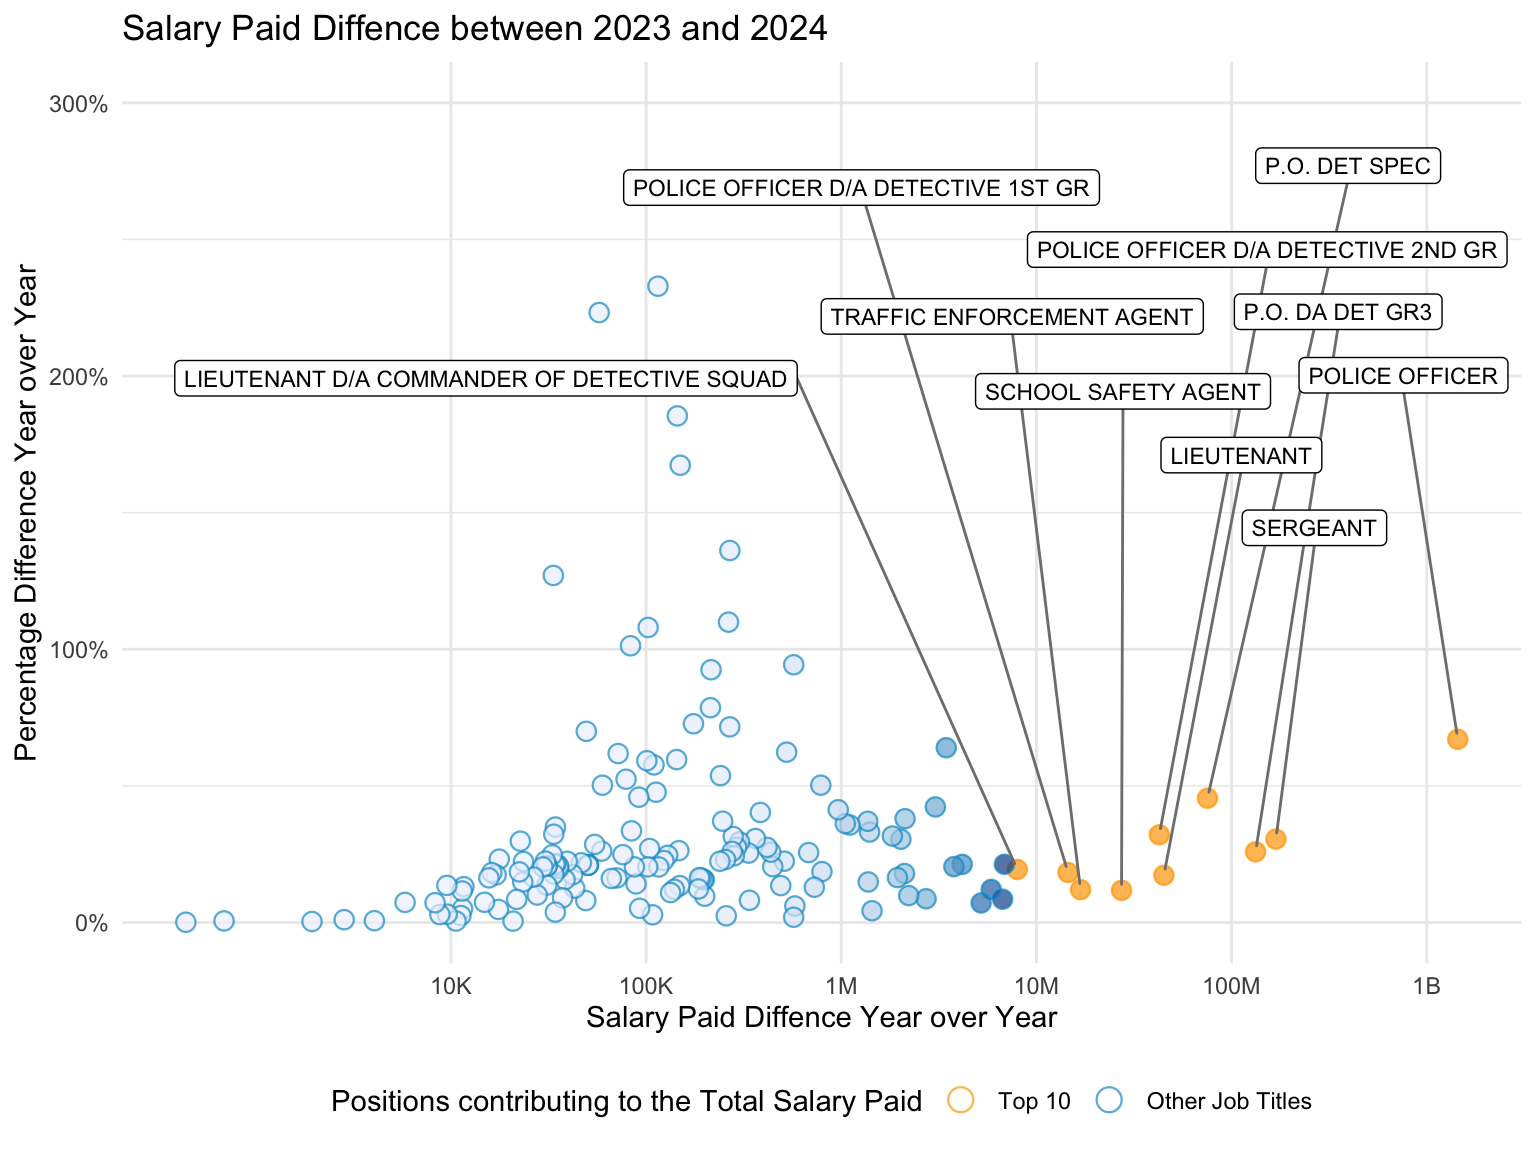 Salary Paid Diffence between 2023 and 2024
300%
P.O. DET SPEC
POLICE OFFICER D/A DETECTIVE 1ST GR
POLICE OFFICER D/A DETECTIVE 2ND GR
P.O. DA DET GR3
TRAFFIC ENFORCEMENT AGENT
200%
LIEUTENANT D/A COMMANDER OF DETECTIVE SQUAD
POLICE OFFICER
SCHOOL SAFETY AGENT
LIEUTENANT
SERGEANT
100%
0%
Percentage Difference Year over Year
10K
100K
1M
10M
100M
1B
Salary Paid Diffence Year over Year
Positions contributing to the Total Salary Paid
Top 10
Other Job Titles